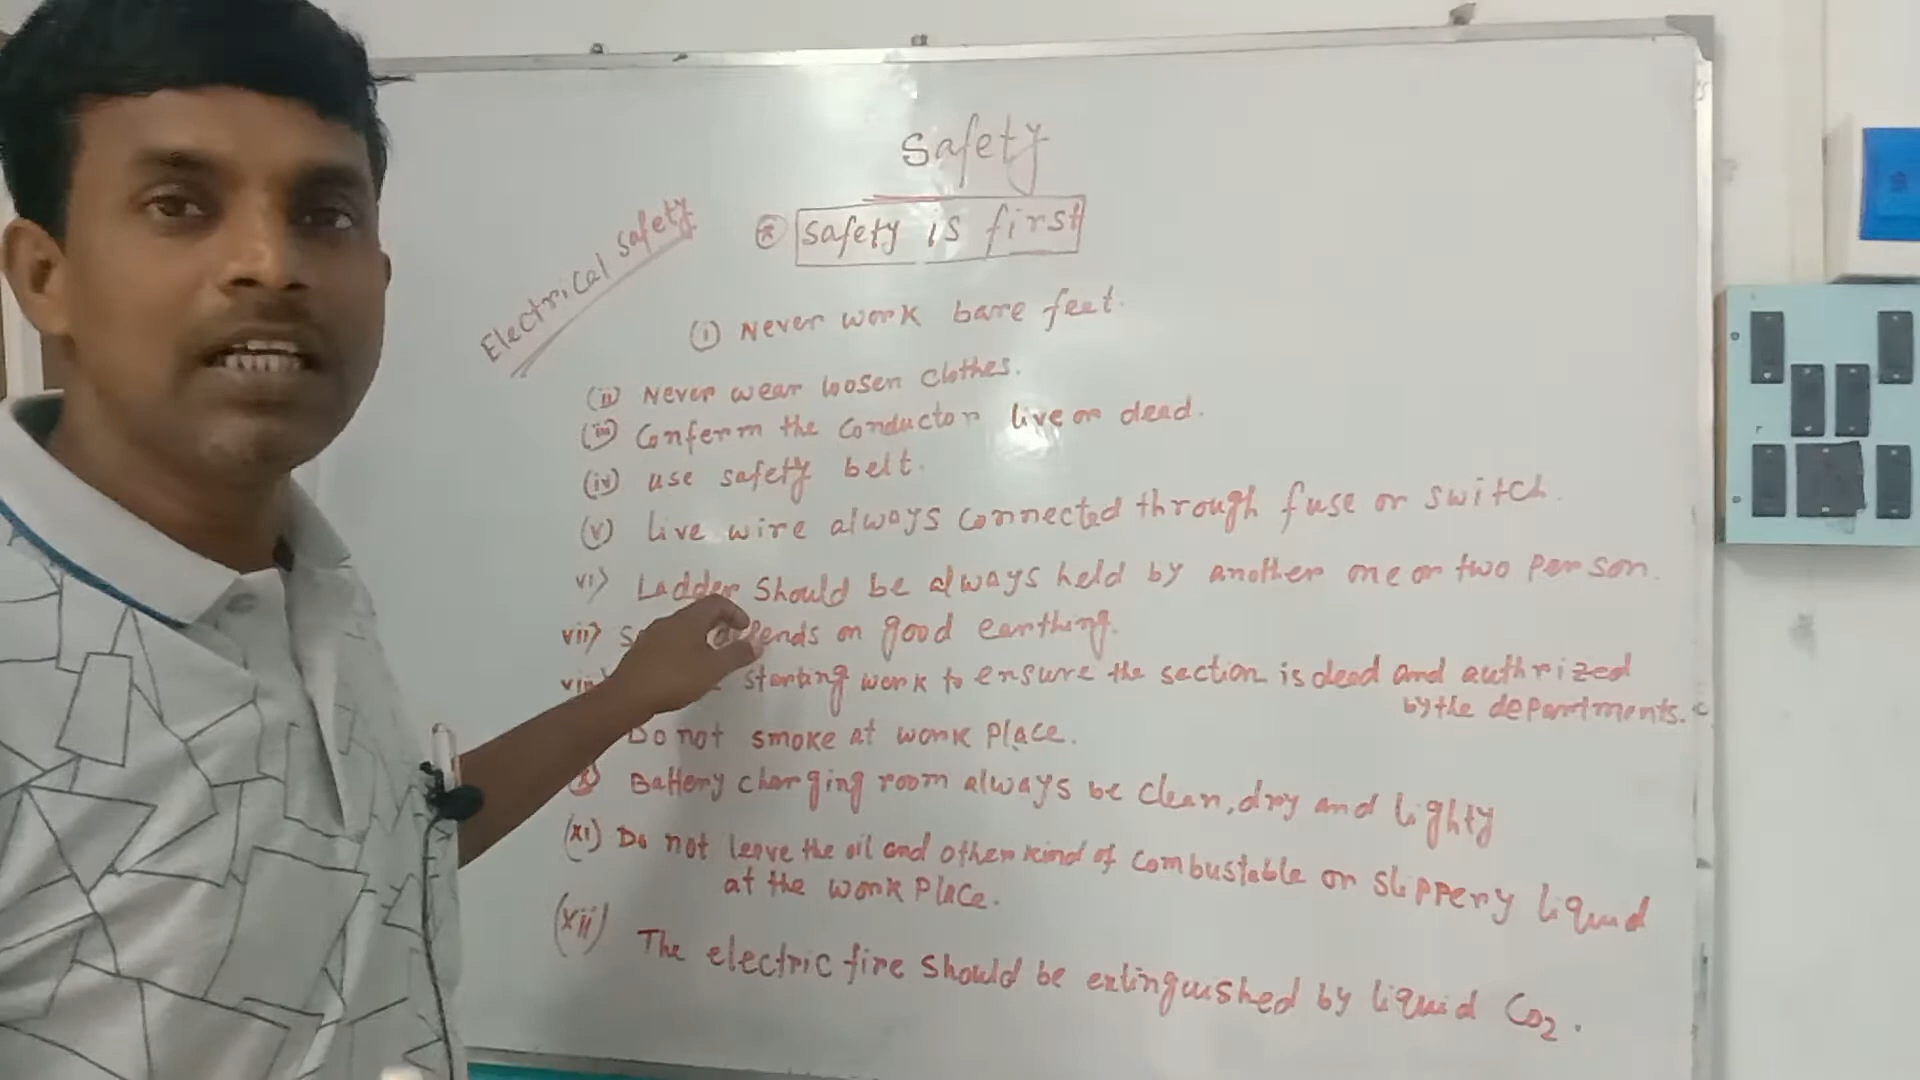 Safety
Electrical safety
* Safety is first
(i) Never work bare feet.
(ii) Never wear loosen clothes.
(iii) Conferm the conductor live or dead.
(iv) use safety belt.
(v) live wire always connected through fuse or switch.
vi) Ladder should be always held by another one or two person.
vii) depends on good earthing.
starting work to ensure the section is dead and authrized
by the departments.
Do not smoke at work place.
(x) Battery charging room always be clean, dry and lighty
(xi) Do not leave the oil and other kind of combustable or slippery liquid
at the work place.
(xii) The electric fire should be extinguished by liquid CO2.